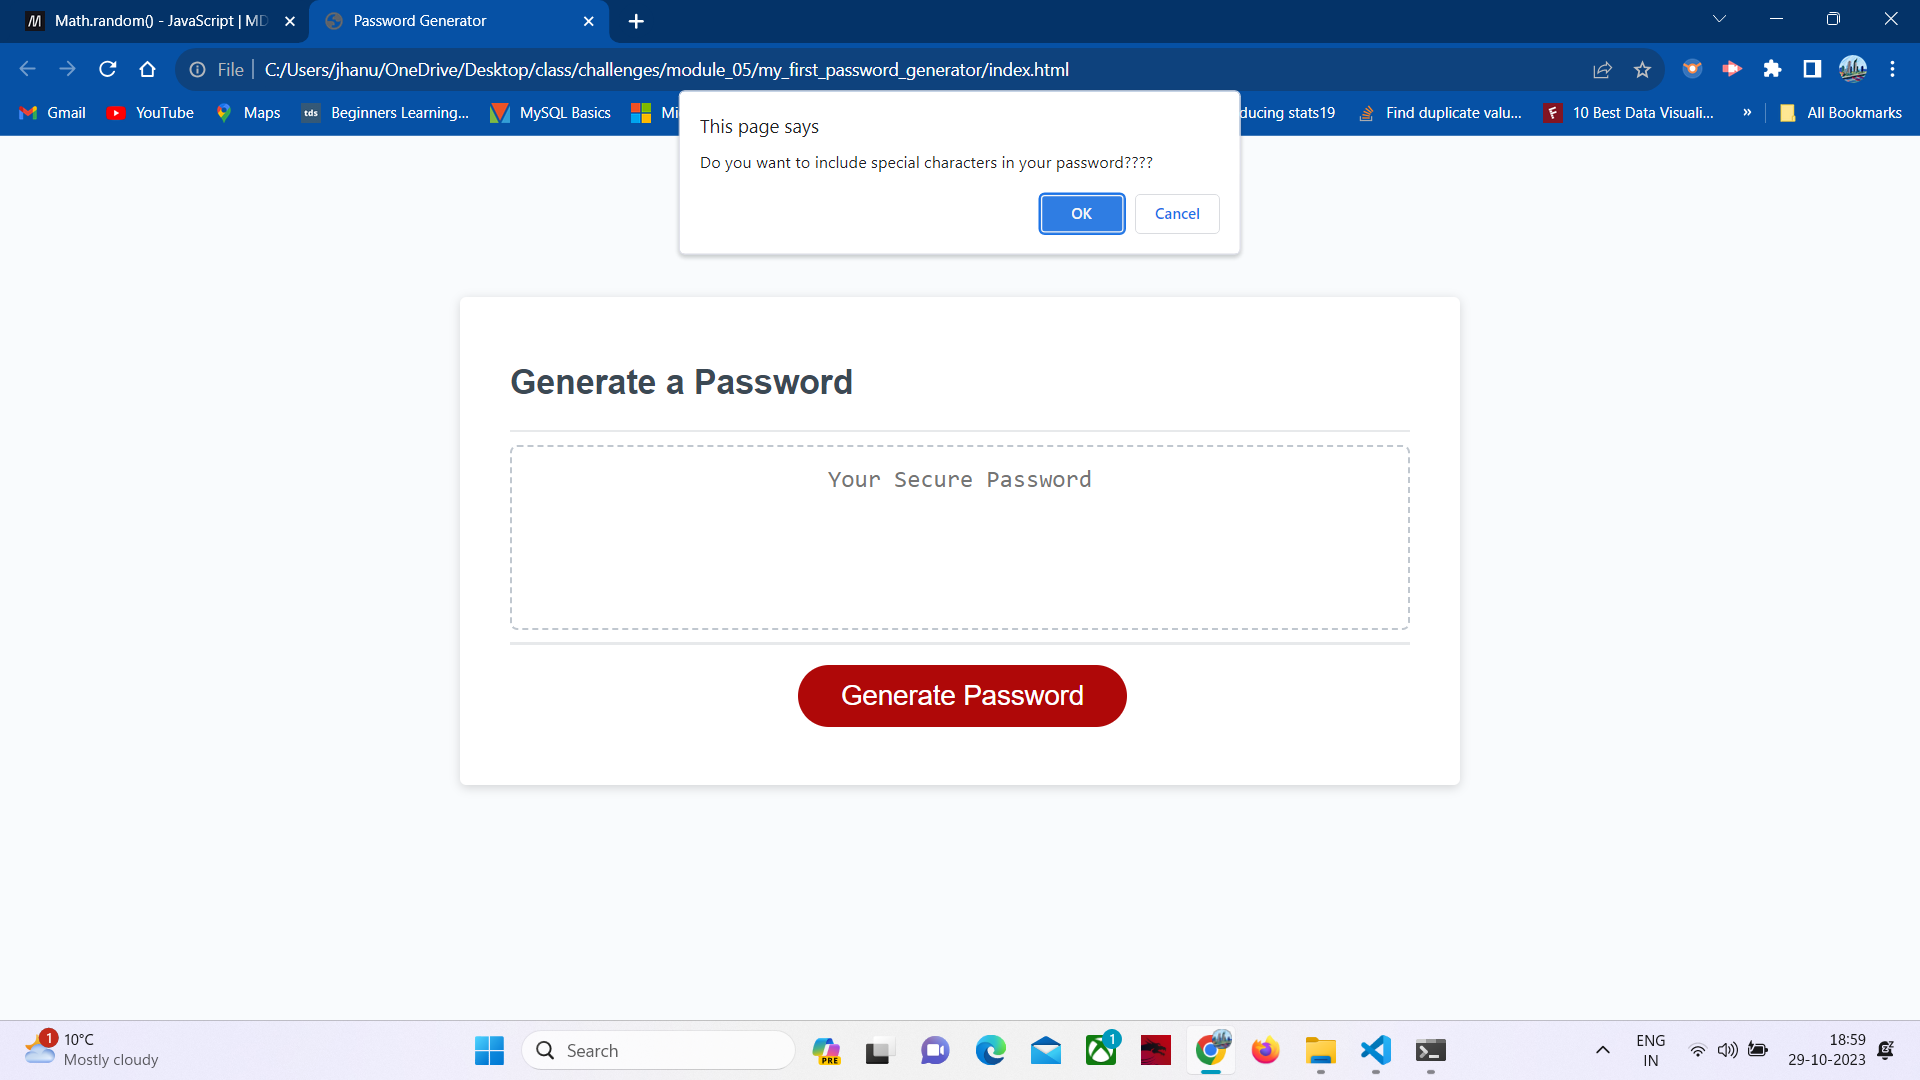 Math.random() - JavaScript | MD
Password Generator
File
C:/Users/jhanu/OneDrive/Desktop/class/challenges/module_05/my_first_password_generator/index.html
Gmail
YouTube
Maps
tds
Beginners Learning...
MySQL Basics
Mi
ducing stats19
Find duplicate valu...
F
10 Best Data Visuali...
»
All Bookmarks
This page says
Do you want to include special characters in your password????
OK
Cancel
Generate a Password
Your Secure Password
Generate Password
1
10°C
Mostly cloudy
Search
PRE
1
ENG
IN
18:59
29-10-2023